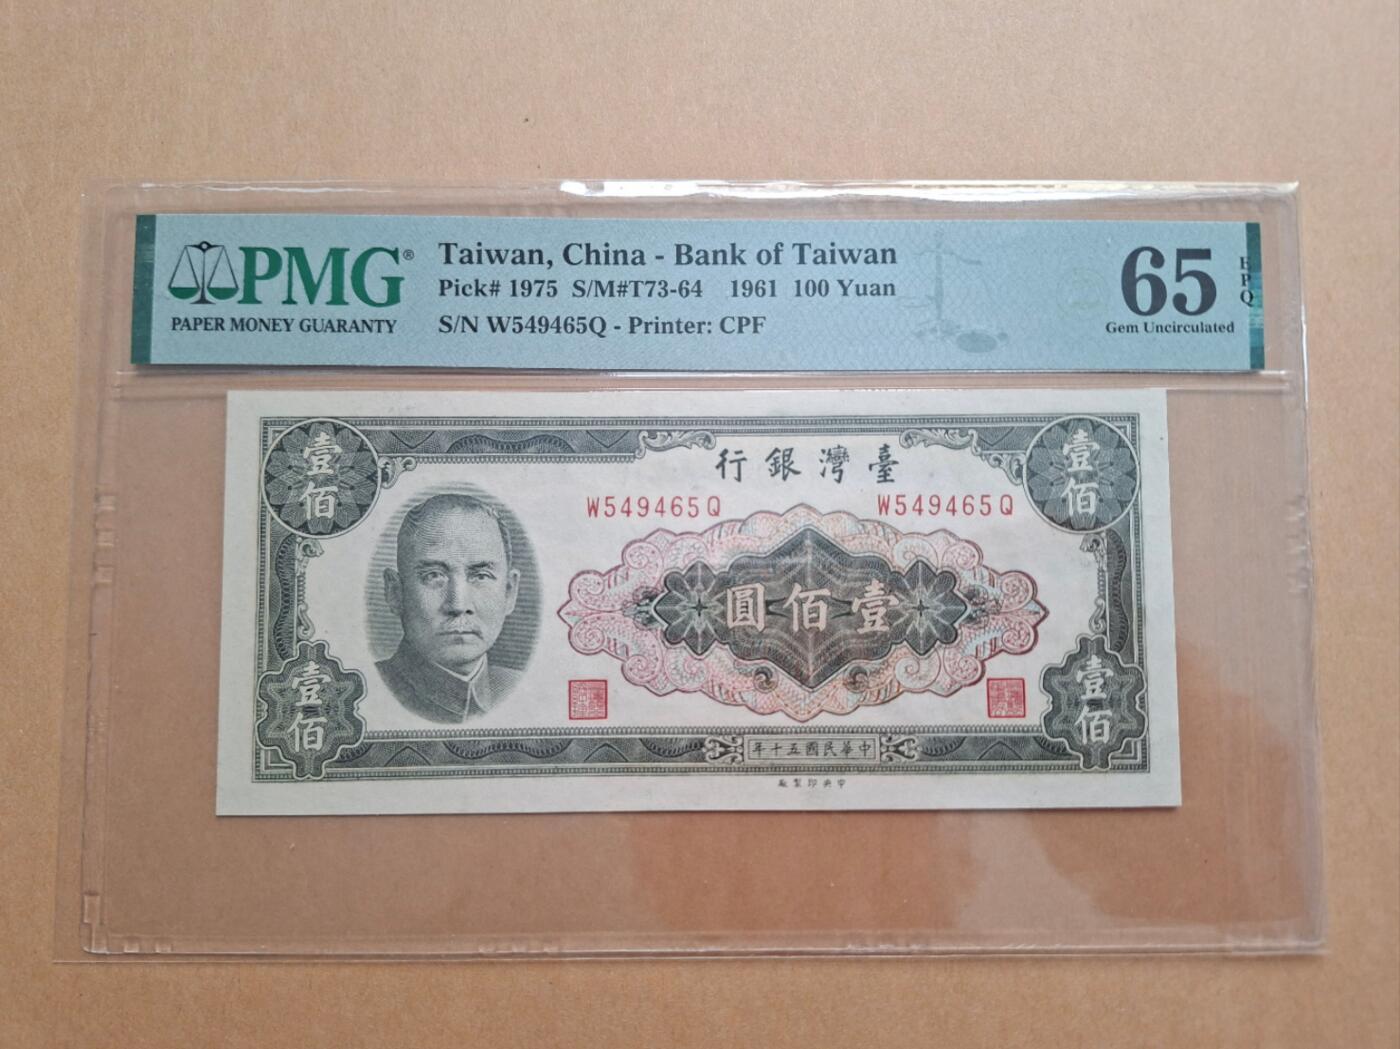 PMG®
PAPER MONEY GUARANTY
Taiwan, China - Bank of Taiwan
Pick# 1975 S/M#T73-64 1961 100 Yuan
S/N W549465Q - Printer: CPF
65
EPQ
Gem Uncirculated
行銀灣臺
壹佰
壹佰
W549465Q W549465Q
圓佰壹
壹佰
壹佰
年十五國民華中
廠製印央中